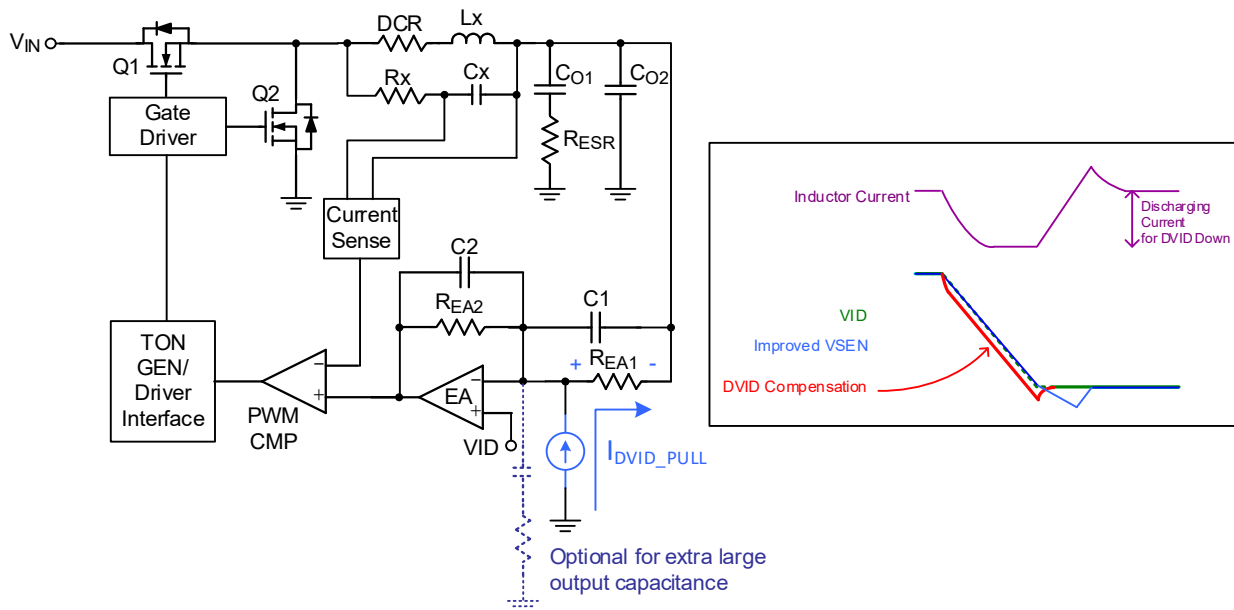 DCR
Lx
VIN
Q1
Rx
Cx
CO1
CO2
Q2
Gate
Driver
RESR
Current
Sense
C2
REA2
C1
+ REA1 -
TON
GEN/
Driver
Interface
−
+
PWM
CMP
EA
−
+
VID
IDVID_PULL
Optional for extra large
output capacitance
Inductor Current
Discharging
Current
for DVID Down
VID
Improved VSEN
DVID Compensation